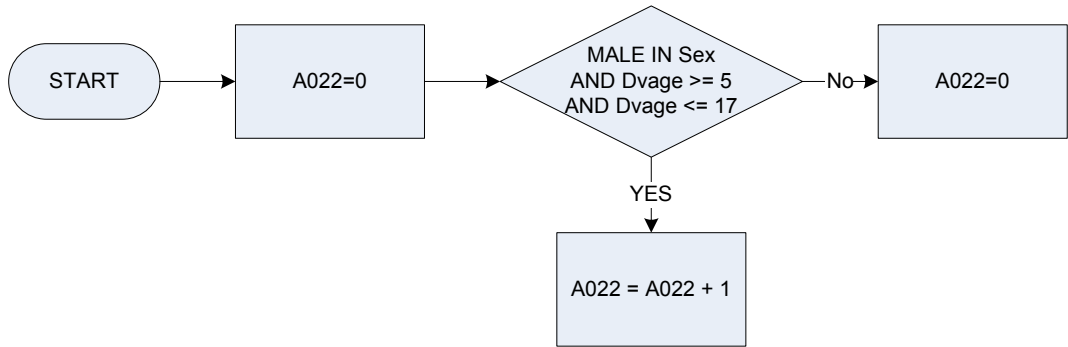 START
A022=0
MALE IN Sex
AND Dvage >= 5
AND Dvage <= 17
No
A022=0
YES
A022 = A022 + 1